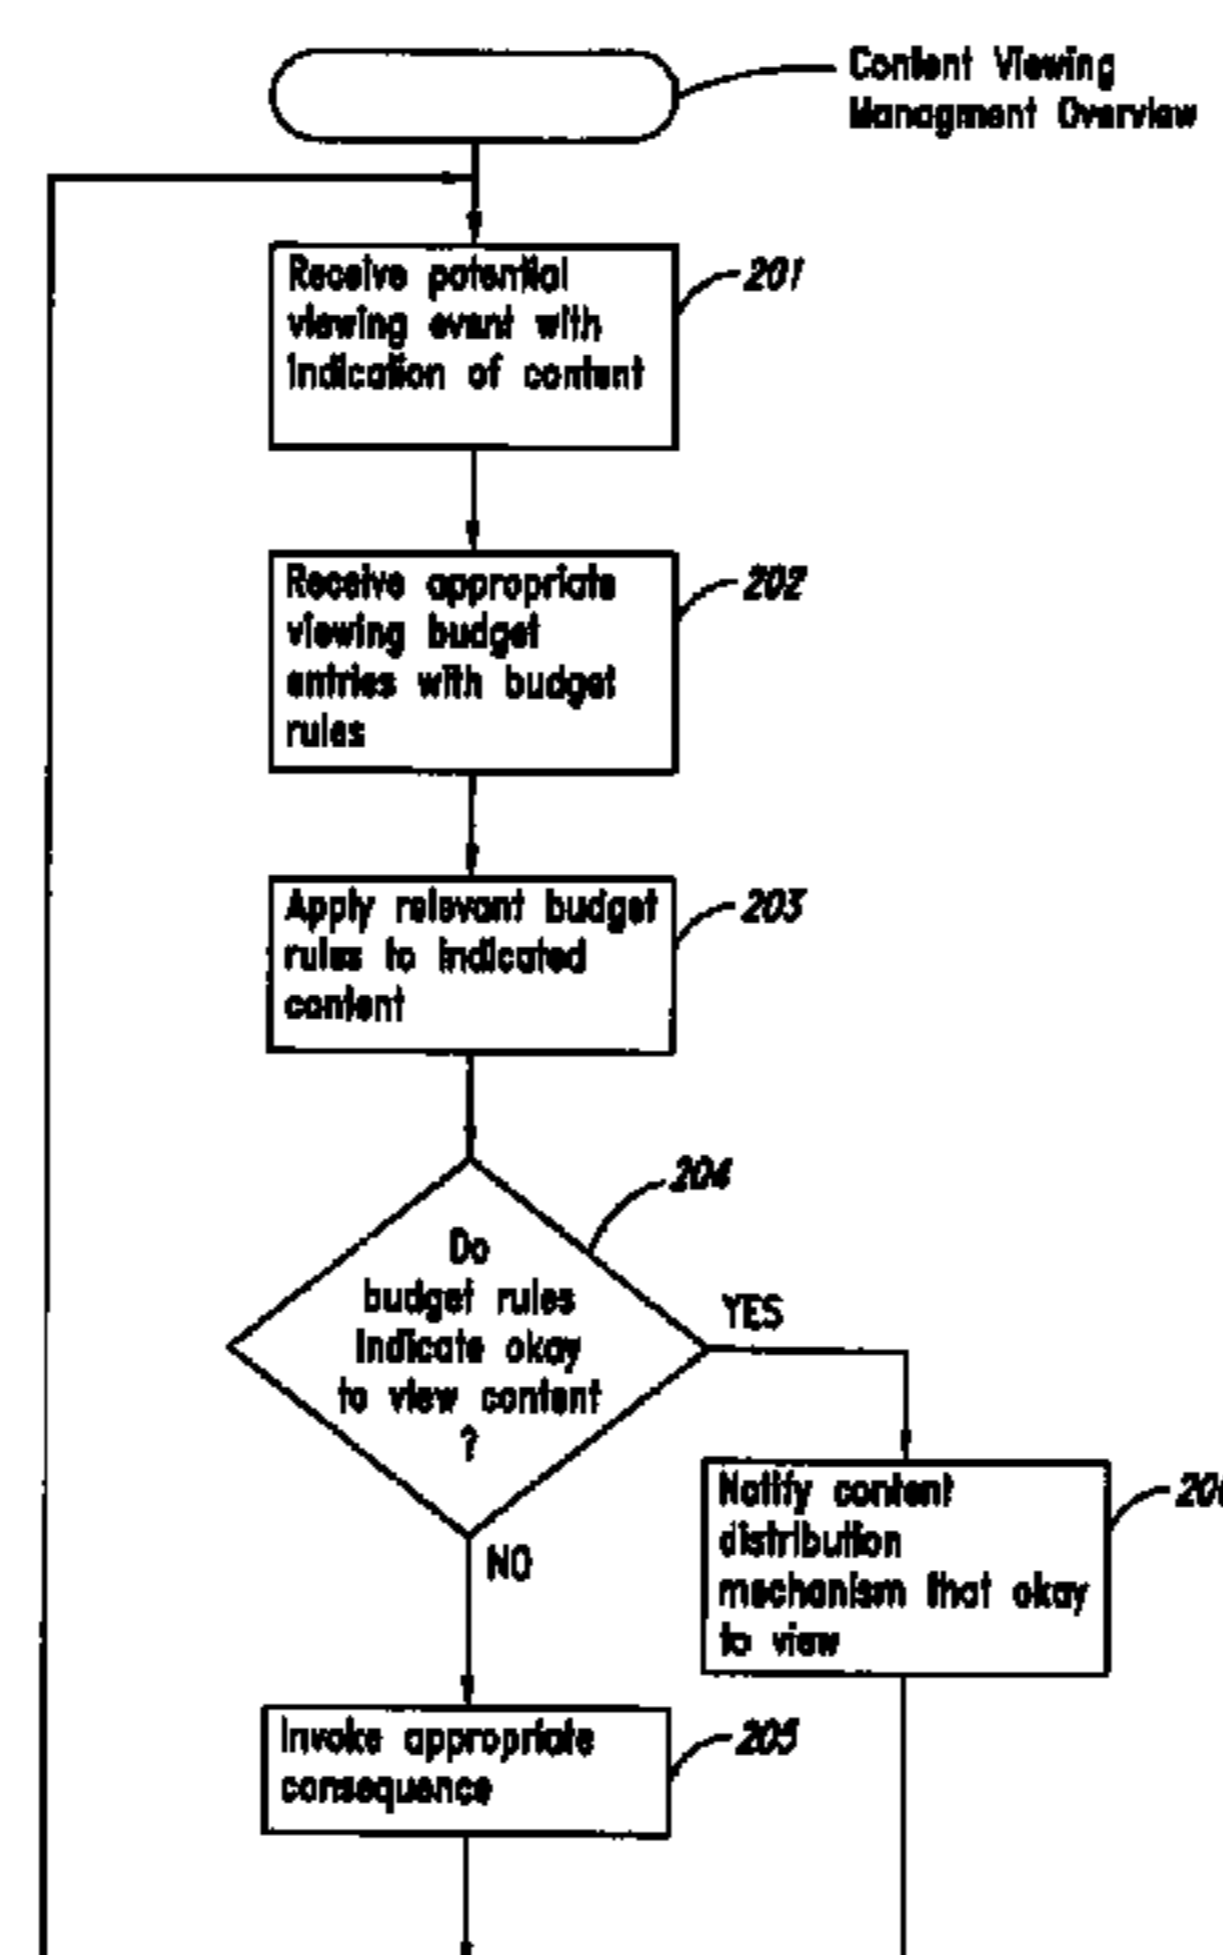 Content Viewing
Managment Overview
Receive potential
viewing event with
indication of content
201
Receive appropriate
viewing budget
entries with budget
rules
202
Apply relevant budget
rules to indicated
content
203
204
Do
budget rules
indicate okay
to view content
?
YES
NO
Notify content
distribution
mechanism that okay
to view
Invoke appropriate
consequence
205